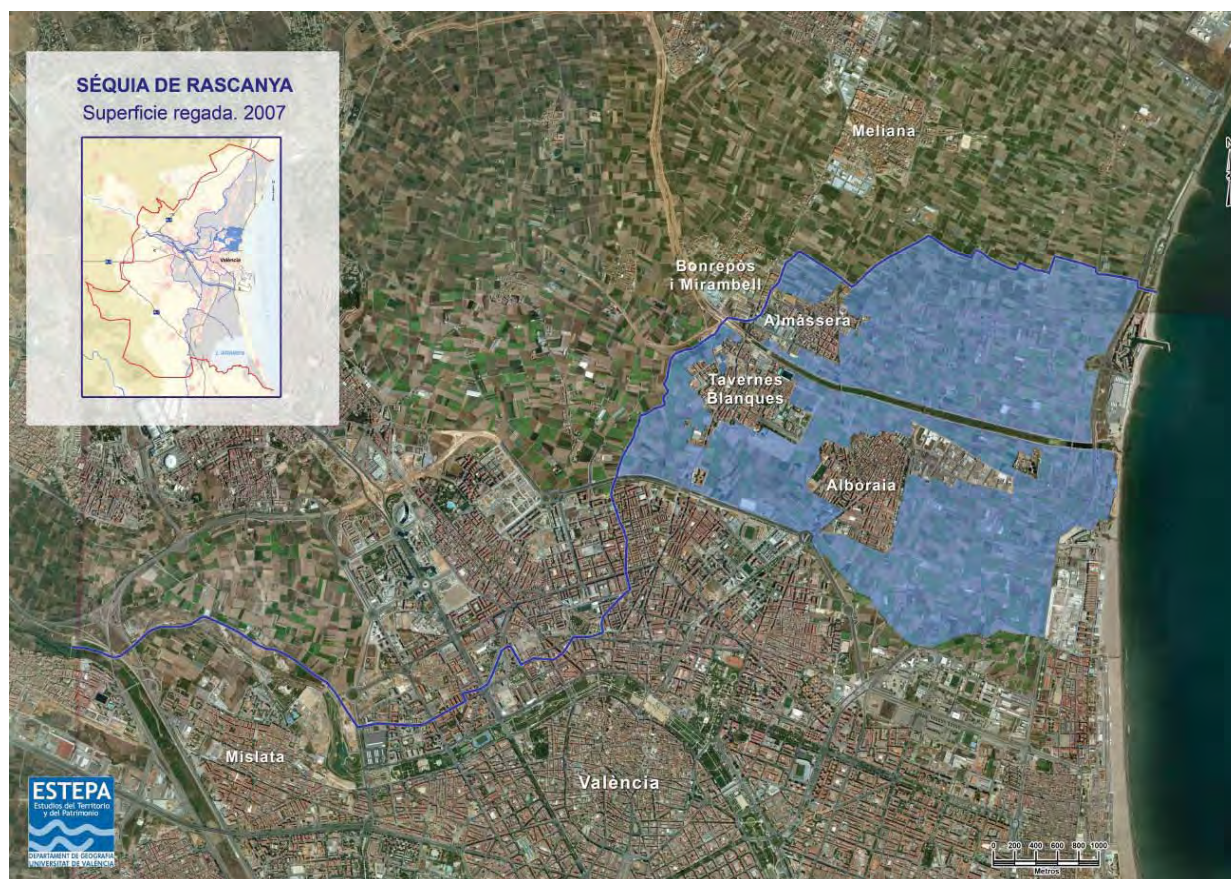 SÉQUIA DE RASCANYA
Superficie regada. 2007
València
Meliana
Bonrepòs
i Mirambell
Almàssera
Tavernes
Blanques
Alboraia
Mislata
València
ESTEPA
Estudios del Territorio
y del Patrimonio
DEPARTAMENT DE GEOGRAFIA
UNIVERSITAT DE VALÈNCIA
0 200 400 600 800 1000
Metros